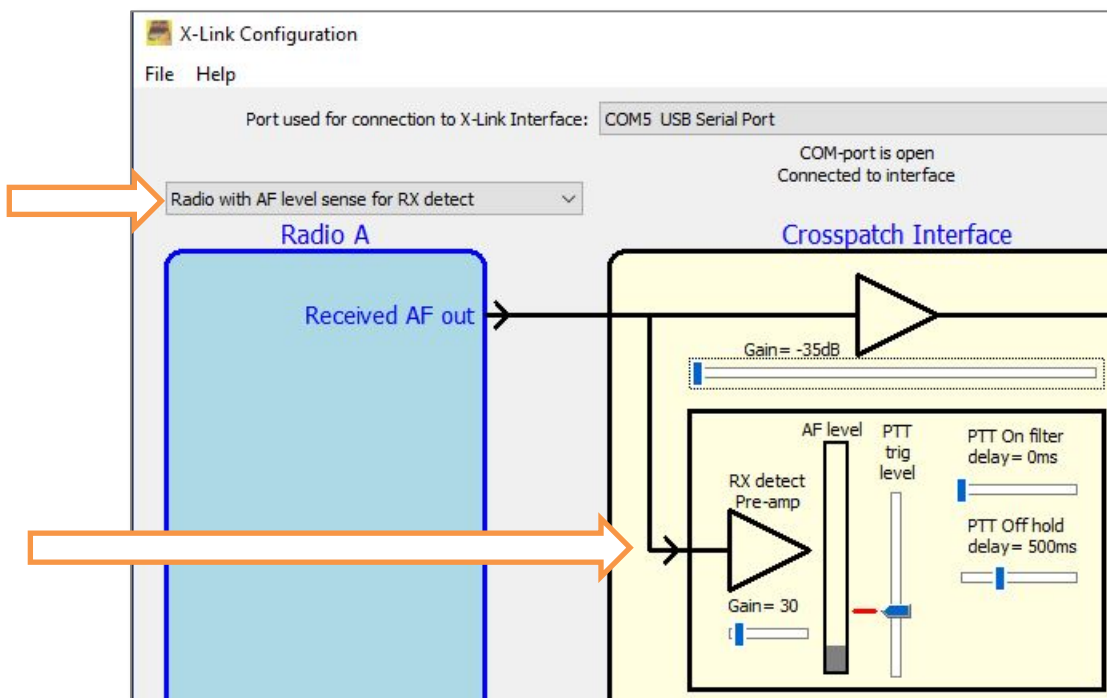 X-Link Configuration
File Help
Port used for connection to X-Link Interface: COM5 USB Serial Port
COM-port is open
Connected to interface
Radio with AF level sense for RX detect
Radio A
Crosspatch Interface
Received AF out
Gain= -35dB
AF level
PTT
trig
level
PTT On filter
delay= 0ms
RX detect
Pre-amp
PTT Off hold
delay= 500ms
Gain= 30